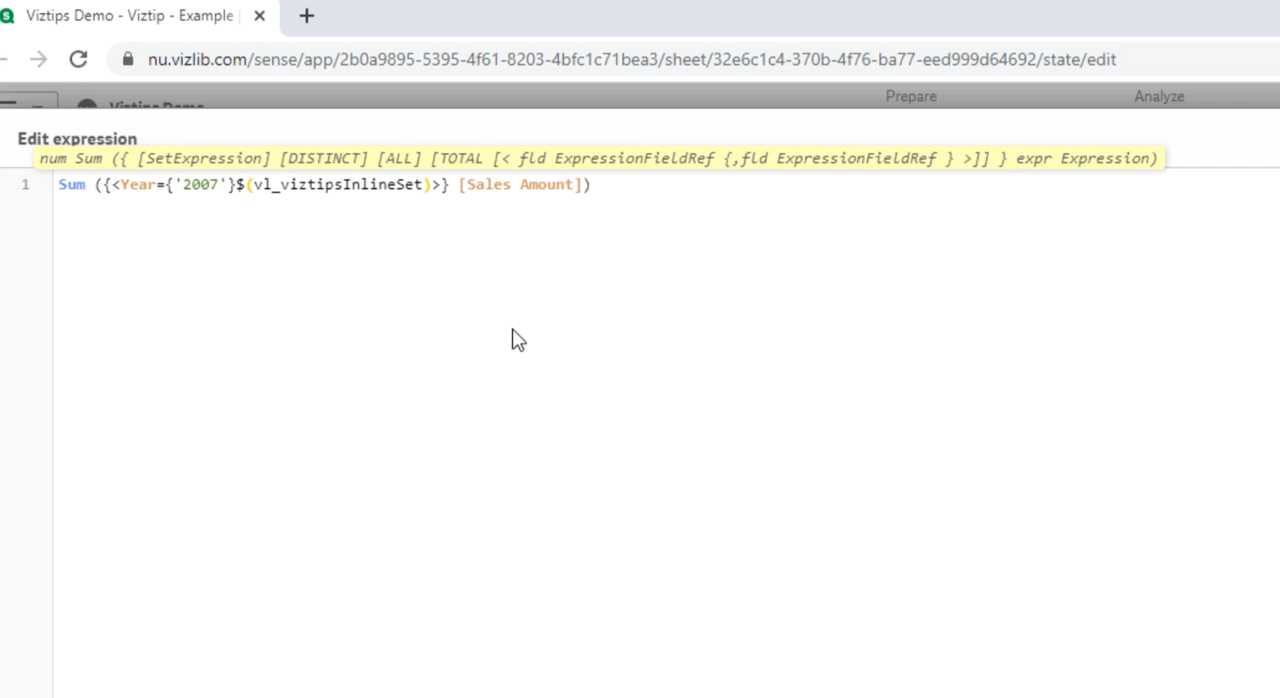 Viztips Demo - Viztip - Example
nu.vizlib.com/sense/app/2b0a9895-5395-4f61-8203-4bfc1c71bea3/sheet/32e6c1c4-370b-4f76-ba77-eed999d64692/state/edit
Viztips Demo
Prepare
Analyze
Edit expression
num Sum ({ [SetExpression] [DISTINCT] [ALL] [TOTAL [< fld ExpressionFieldRef {,fld ExpressionFieldRef } >]] } expr Expression)
1 Sum ({<Year={'2007'}$(vl_viztipsInlineSet)>} [Sales Amount])